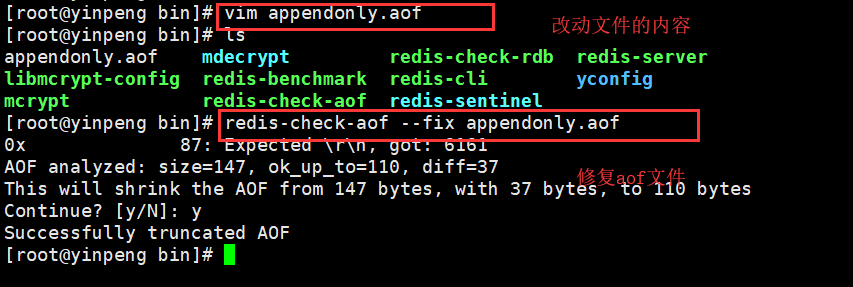 [root@yinpeng bin]# vim appendonly.aof
改动文件的内容
[root@yinpeng bin]# ls
appendonly.aof mdecrypt redis-check-rdb redis-server
libmcrypt-config redis-benchmark redis-cli yconfig
mcrypt redis-check-aof redis-sentinel
[root@yinpeng bin]# redis-check-aof --fix appendonly.aof
0x 87: Expected \r\n, got: 6161
AOF analyzed: size=147, ok_up_to=110, diff=37
修复aof文件
This will shrink the AOF from 147 bytes, with 37 bytes, to 110 bytes
Continue? [y/N]: y
Successfully truncated AOF
[root@yinpeng bin]#